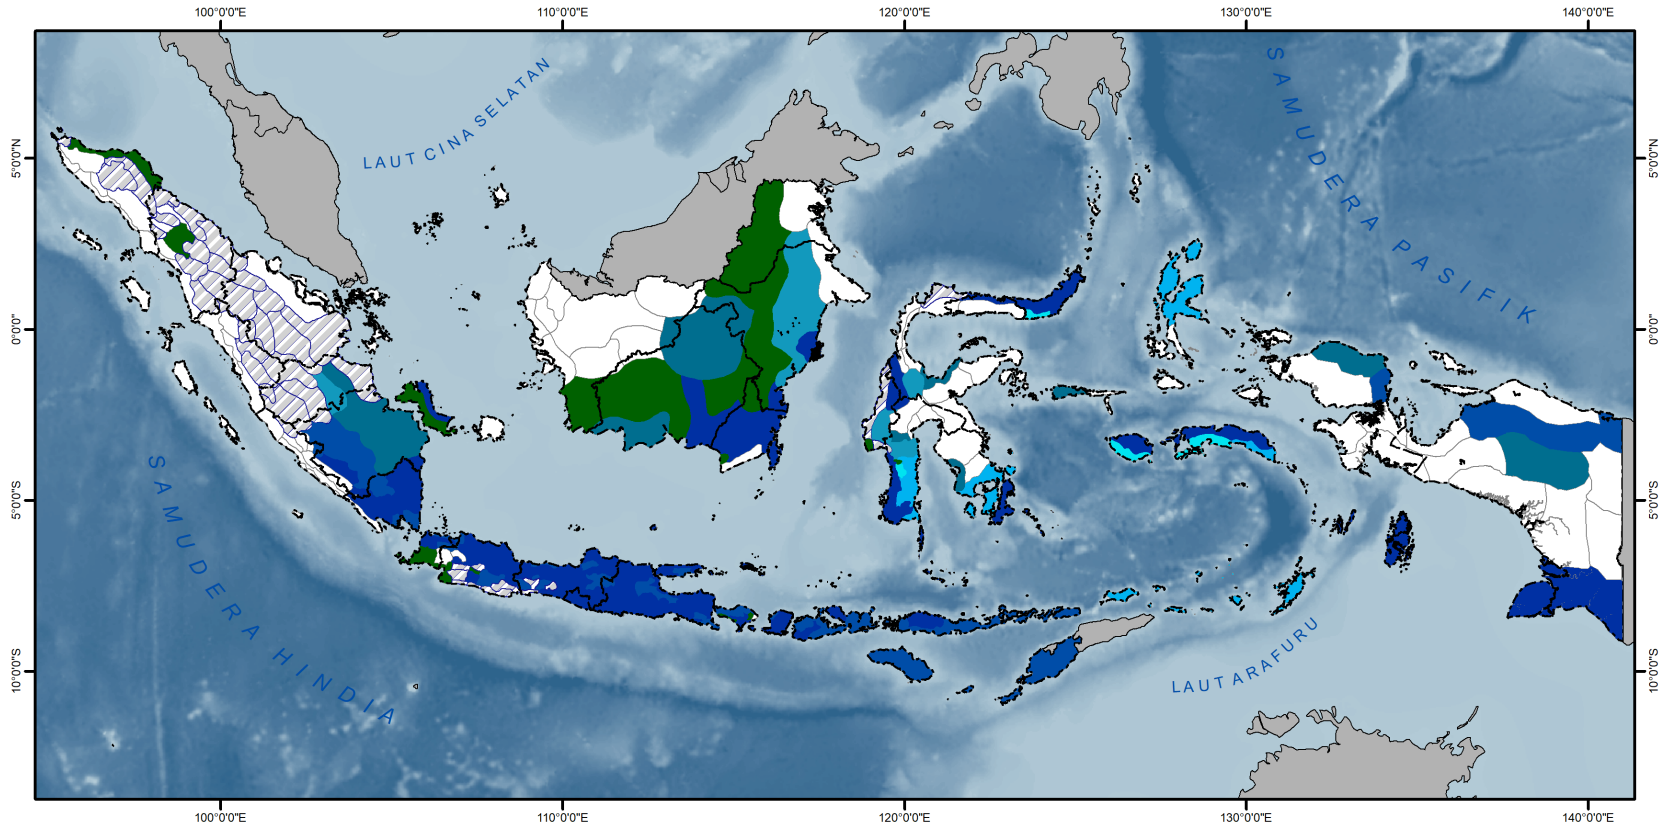 100°0'0"E 110°0'0"E 120°0'0"E 130°0'0"E 140°0'0"E
LAUT CINA SELATAN
SAMUDERA PASIFIK
5°0'0"N 5°0'0"N
0°0'0" 0°0'0"
5°0'0"S 5°0'0"S
SAMUDERA HINDIA
LAUT ARAFURU
10°0'0"S 10°0'0"S
100°0'0"E 110°0'0"E 120°0'0"E 130°0'0"E 140°0'0"E